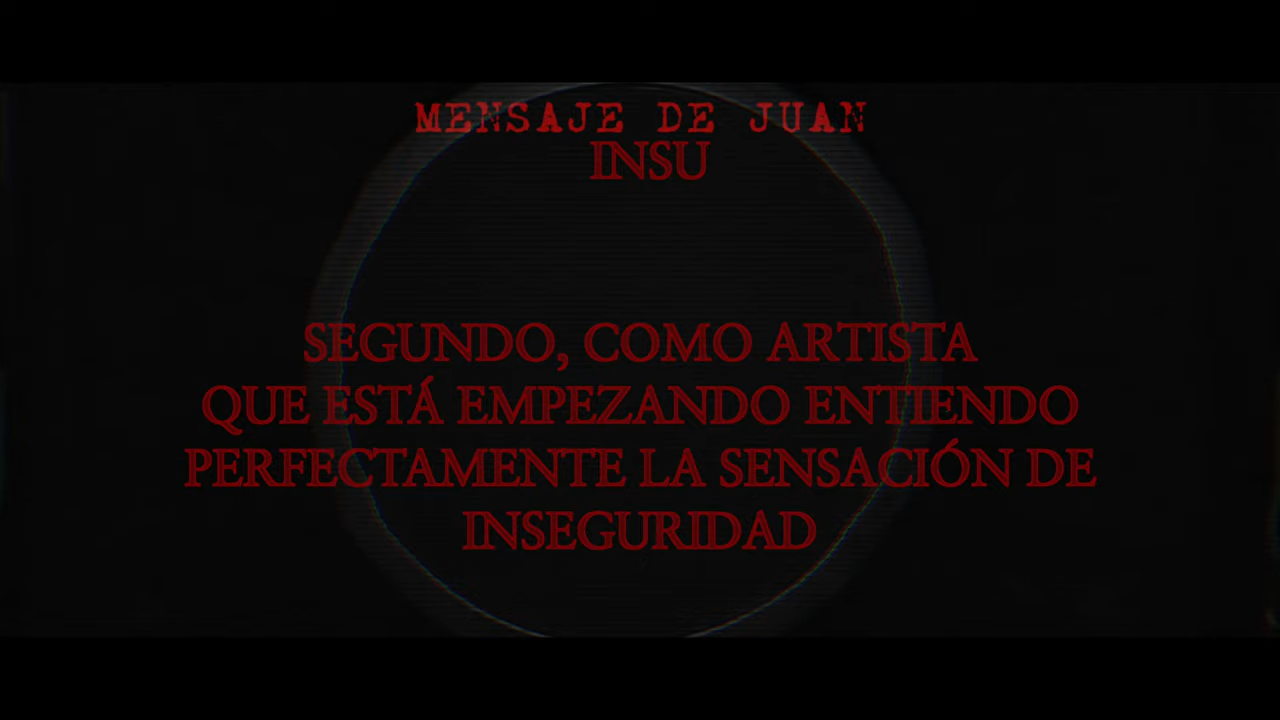 MENSAJE DE JUAN
INSU
SEGUNDO, COMO ARTISTA
QUE ESTÁ EMPEZANDO ENTIENDO
PERFECTAMENTE LA SENSACIÓN DE
INSEGURIDAD